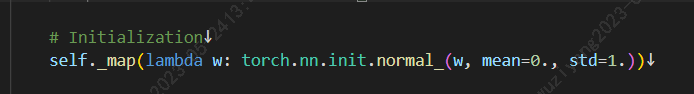 # Initialization↓
self._map(lambda w: torch.nn.init.normal_(w, mean=0., std=1.))↓